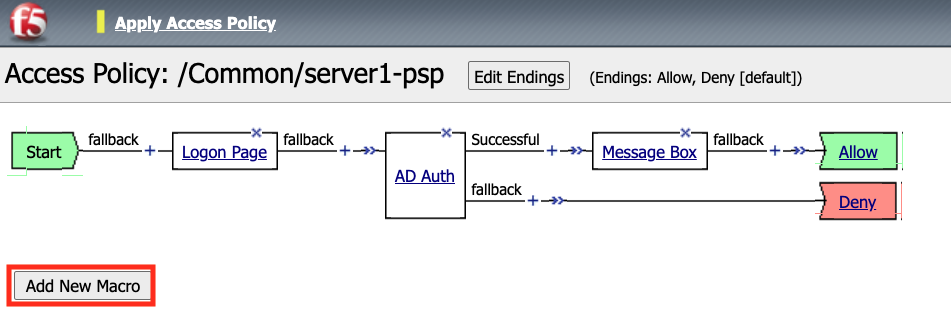 f5
Apply Access Policy
Access Policy: /Common/server1-psp Edit Endings (Endings: Allow, Deny [default])
Start fallback + Logon Page fallback + AD Auth Successful + Message Box fallback + Allow
fallback + Deny
Add New Macro